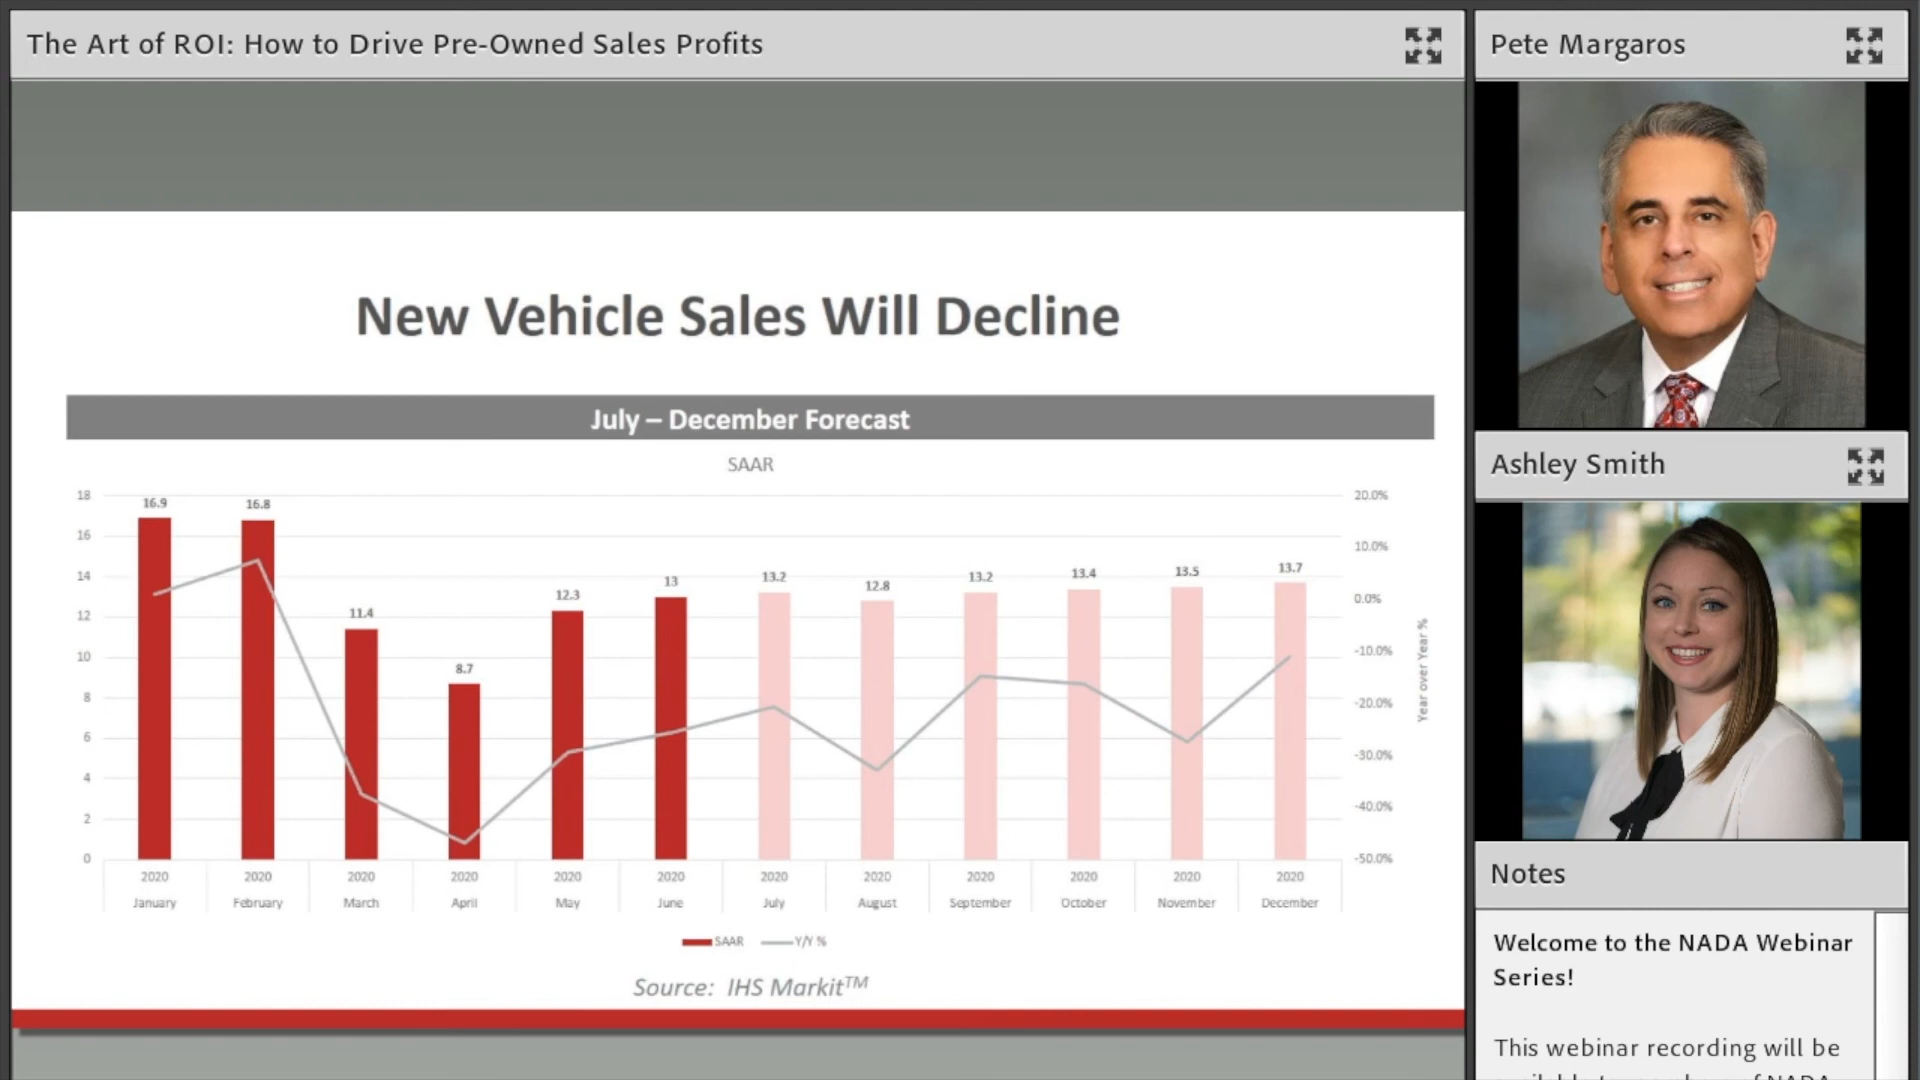 The Art of ROI: How to Drive Pre-Owned Sales Profits
New Vehicle Sales Will Decline
July – December Forecast
SAAR
18
16
14
12
10
8
6
4
2
0
16.9
16.8
11.4
8.7
12.3
13
13.2
12.8
13.2
13.4
13.5
13.7
20.0%
10.0%
0.0%
-10.0%
-20.0%
-30.0%
-40.0%
-50.0%
Year over Year %
2020 2020 2020 2020 2020 2020 2020 2020 2020 2020 2020 2020
January February March April May June July August September October November December
SAAR Y/Y %
Source: IHS Markit™
Pete Margaros
Ashley Smith
Notes
Welcome to the NADA Webinar
Series!
This webinar recording will be